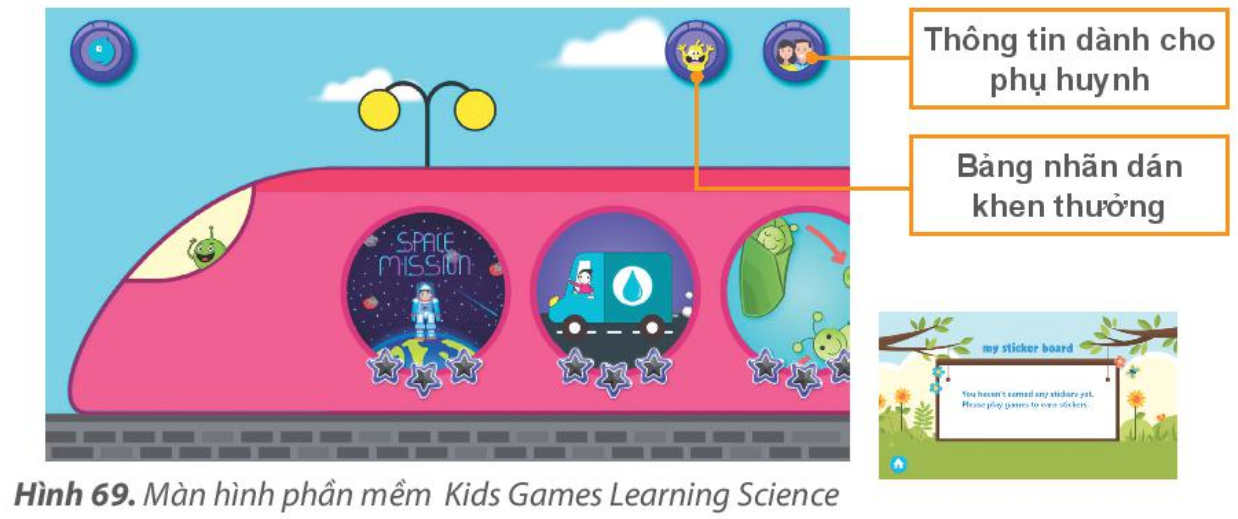 Thông tin dành cho
phụ huynh
Bảng nhãn dán
khen thưởng
SPACE
MISSION
my sticker board
You haven't earned any stickers yet.
Please play games to earn stickers.
Hình 69. Màn hình phần mềm Kids Games Learning Science